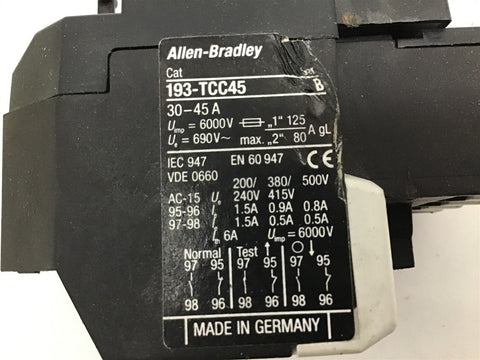 Allen-Bradley
Cat
193-TCC45 B
30-45 A
Uimp = 6000V „1" 125
Ue = 690V~ max. „2" 80 A gL
IEC 947 EN 60 947 CE
VDE 0660
200/ 380/ 500V
AC-15 Ue 240V 415V
95-96 Ie 1.5A 0.9A 0.8A
97-98 Ie 1.5A 0.5A 0.5A
Ith 6A Uimp = 6000V
Normal Test
97 95 97 95 97 95
98 96 98 96 98 96
MADE IN GERMANY